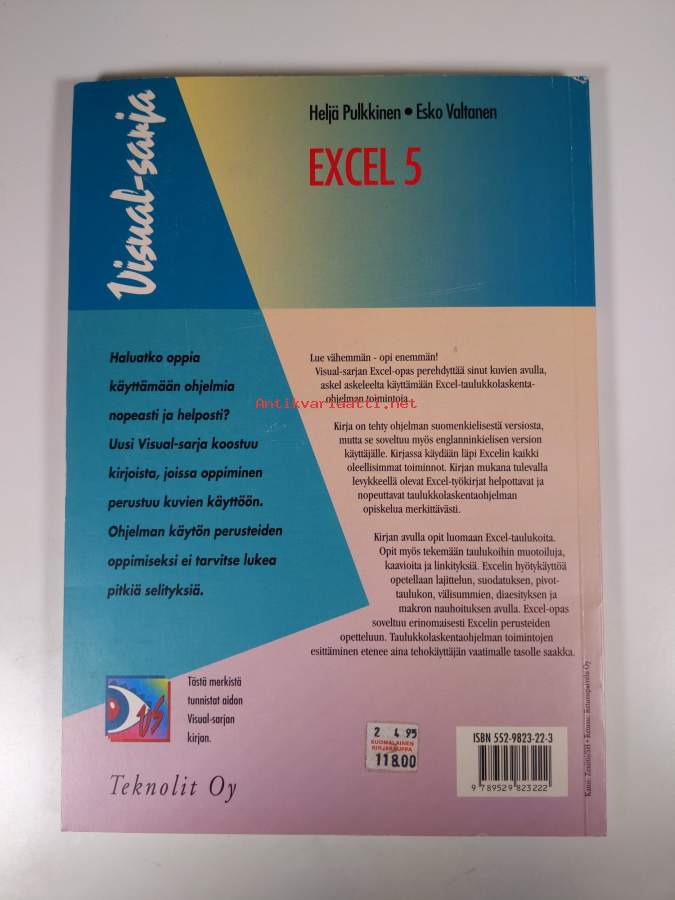 Visual-sarja
Heljä Pulkkinen • Esko Valtanen
EXCEL 5
Haluatko oppia
käyttämään ohjelmia
nopeasti ja helposti?
Uusi Visual-sarja koostuu
kirjoista, joissa oppiminen
perustuu kuvien käyttöön.
Ohjelman käytön perusteiden
oppimiseksi ei tarvitse lukea
pitkiä selityksiä.
Lue vähemmän - opi enemmän!
Visual-sarjan Excel-opas perehdyttää sinut kuvien avulla,
askel askeleelta käyttämään Excel-taulukkolaskenta-
ohjelman toimintoja.
Antikvariaatti.net
Kirja on tehty ohjelman suomenkielisestä versiosta,
mutta se soveltuu myös englanninkielisen version
käyttäjälle. Kirjassa käydään läpi Excelin kaikki
oleellisimmat toiminnot. Kirjan mukana tulevalla
levykkeellä olevat Excel-työkirjat helpottavat ja
nopeuttavat taulukkolaskentaohjelman
opiskelua merkittävästi.
Kirjan avulla opit luomaan Excel-taulukoita.
Opit myös tekemään taulukoihin muotoiluja,
kaavioita ja linkityksiä. Excelin hyötykäyttöä
opetellaan lajittelun, suodatuksen, pivot-
taulukon, välisummien, diaesityksen ja
makron nauhoituksen avulla. Excel-opas
soveltuu erinomaisesti Excelin perusteiden
opetteluun. Taulukkolaskentaohjelman toimintojen
esittäminen etenee aina tehokäyttäjän vaatimalle tasolle saakka.
VS
Tästä merkistä
tunnistat aidon
Visual-sarjan
kirjan.
Teknolit Oy
2 4 95
SUOMALAINEN
KIRJAKAUPPA
118.00
ISBN 552-9823-22-3
9 789529 823222